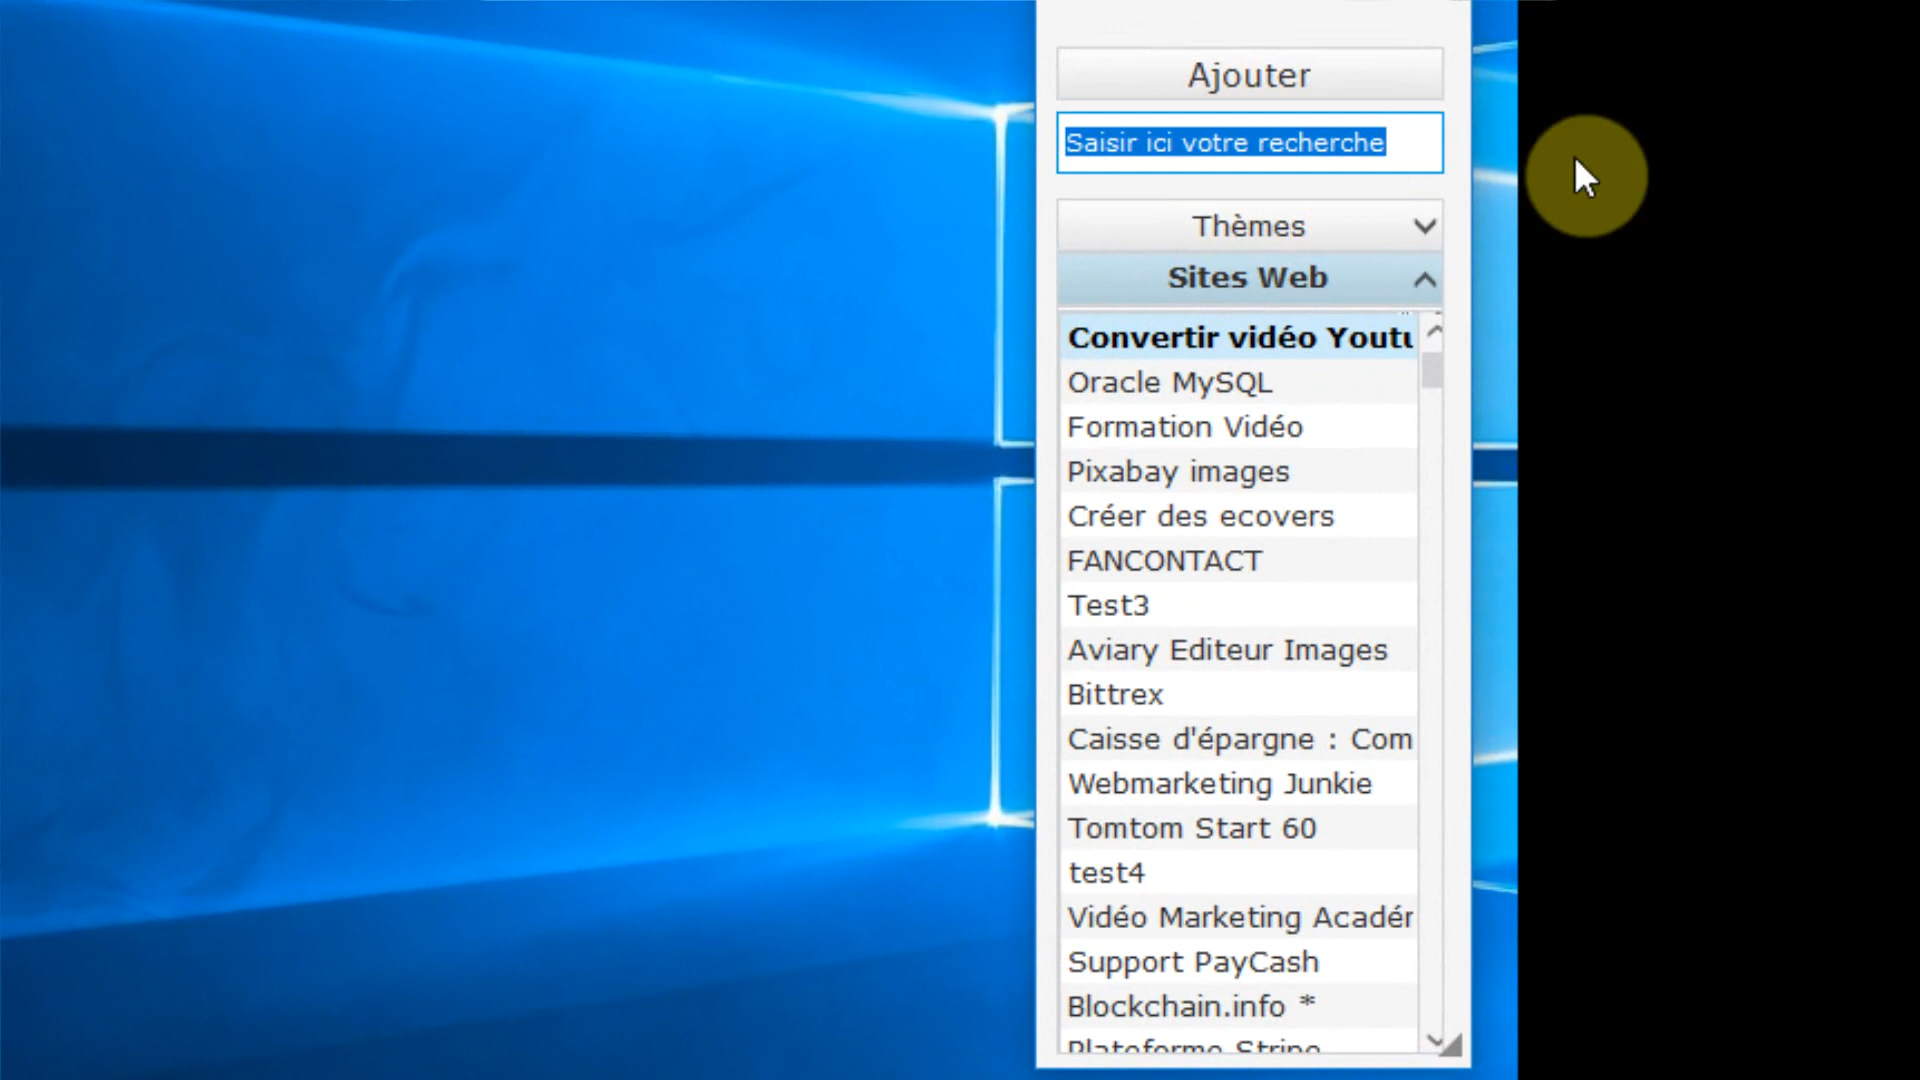 Ajouter
Saisir ici votre recherche
Thèmes
Sites Web
Convertir vidéo
Oracle MySQL
Formation Vidéo
Pixabay images
Créer des ecovers
FANCONTACT
Test3
Aviary Editeur Images
Bittrex
Caisse d'épargne : Com
Webmarketing Junkie
Tomtom Start 60
test4
Vidéo Marketing
Support PayCash
Blockchain.info *
Plateforme Stripe